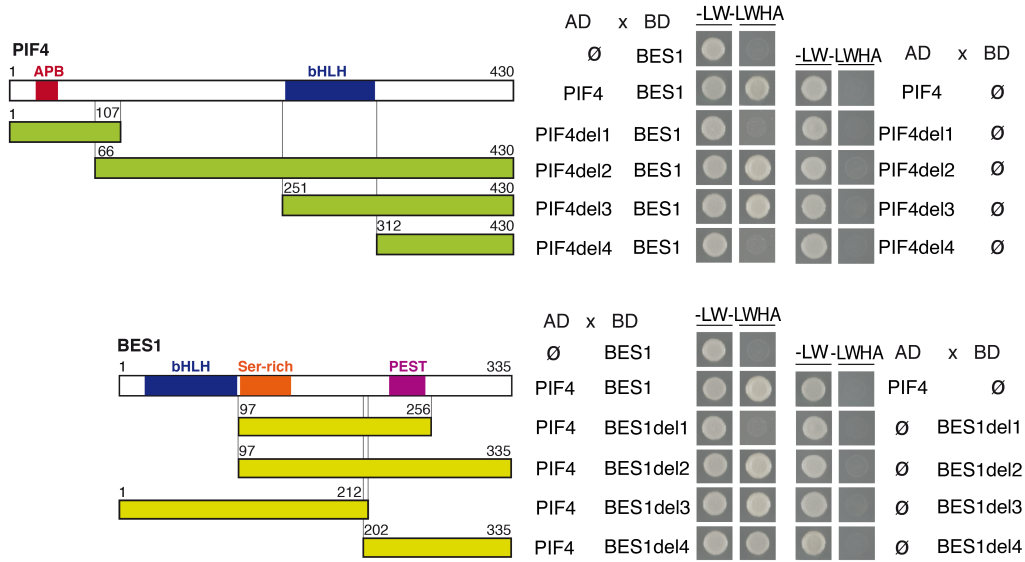 PIF4
1 APB bHLH 430
1 107
66 430
251 430
312 430
AD x BD -LW -LWHA
Ø BES1
PIF4 BES1
PIF4del1 BES1
PIF4del2 BES1
PIF4del3 BES1
PIF4del4 BES1
-LW -LWHA AD x BD
PIF4 Ø
PIF4del1 Ø
PIF4del2 Ø
PIF4del3 Ø
PIF4del4 Ø
BES1
1 bHLH Ser-rich PEST 335
97 256
97 335
1 212
202 335
AD x BD -LW -LWHA
Ø BES1
PIF4 BES1
PIF4 BES1del1
PIF4 BES1del2
PIF4 BES1del3
PIF4 BES1del4
-LW -LWHA AD x BD
PIF4 Ø
Ø BES1del1
Ø BES1del2
Ø BES1del3
Ø BES1del4